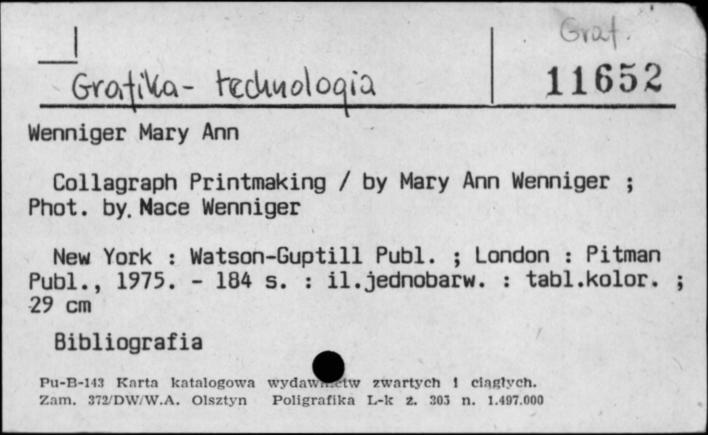 Graf.
11652
Grafika - technologia
Wenniger Mary Ann
Collagraph Printmaking / by Mary Ann Wenniger ;
Phot. by. Mace Wenniger
New York : Watson-Guptill Publ. ; London : Pitman
Publ., 1975. - 184 s. : il.jednobarw. : tabl.kolor. ;
29 cm
Bibliografia
Pu-B-143 Karta katalogowa zwartych i ciągłych.
Zam. 372/DW/W.A. Olsztyn Poligrafika L-k z. 303 n. 1.497.000